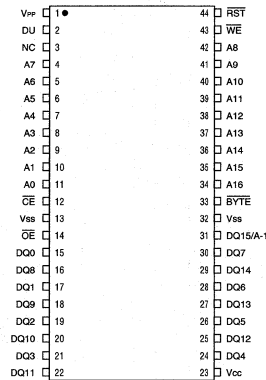 VPP 1 44 RST
DU 2 43 WE
NC 3 42 A8
A7 4 41 A9
A6 5 40 A10
A5 6 39 A11
A4 7 38 A12
A3 8 37 A13
A2 9 36 A14
A1 10 35 A15
A0 11 34 A16
CE 12 33 BYTE
Vss 13 32 Vss
OE 14 31 DQ15/A-1
DQ0 15 30 DQ7
DQ8 16 29 DQ14
DQ1 17 28 DQ6
DQ9 18 27 DQ13
DQ2 19 26 DQ5
DQ10 20 25 DQ12
DQ3 21 24 DQ4
DQ11 22 23 Vcc